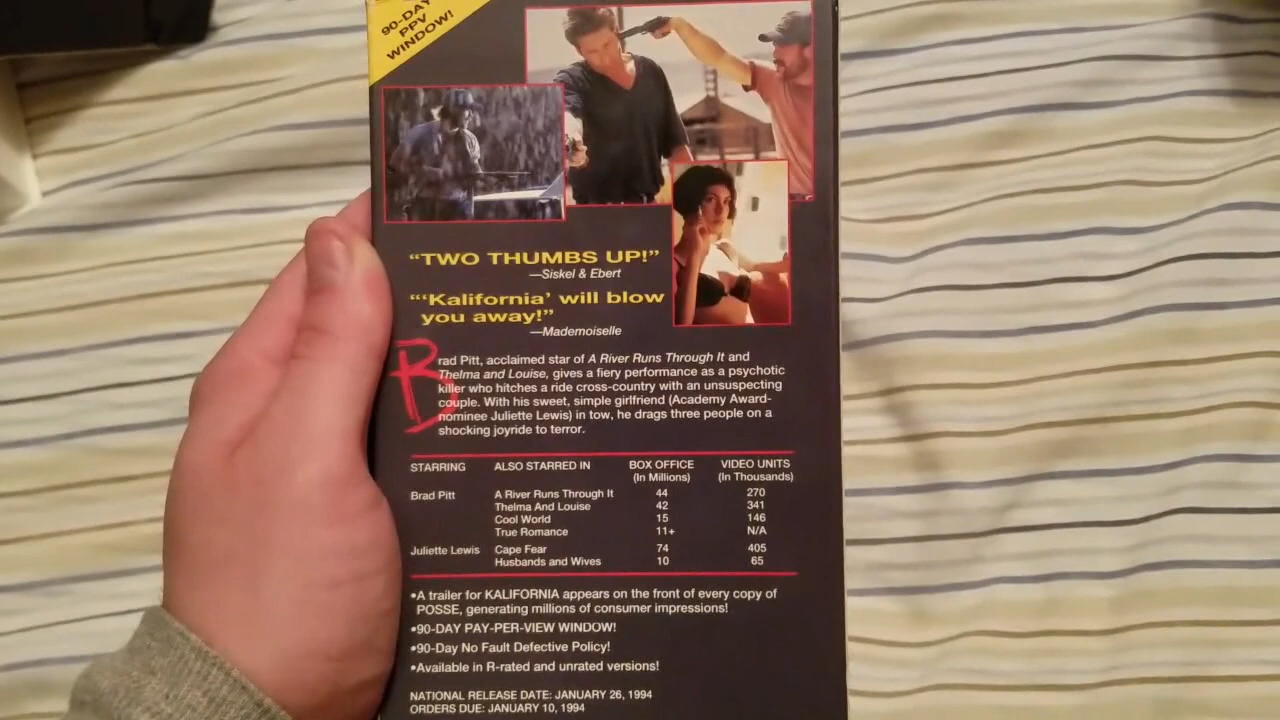 90-DAY
PPV
WINDOW!
“TWO THUMBS UP!”
—Siskel & Ebert
“‘Kalifornia’ will blow
you away!”
—Mademoiselle
Brad Pitt, acclaimed star of A River Runs Through It and
Thelma and Louise, gives a fiery performance as a psychotic
killer who hitches a ride cross-country with an unsuspecting
couple. With his sweet, simple girlfriend (Academy Award-
nominee Juliette Lewis) in tow, he drags three people on a
shocking joyride to terror.
STARRING ALSO STARRED IN BOX OFFICE VIDEO UNITS
(In Millions) (In Thousands)
Brad Pitt A River Runs Through It 44 270
Thelma And Louise 42 341
Cool World 15 146
True Romance 11+ N/A
Juliette Lewis Cape Fear 74 405
Husbands and Wives 10 65
•A trailer for KALIFORNIA appears on the front of every copy of
POSSE, generating millions of consumer impressions!
•90-DAY PAY-PER-VIEW WINDOW!
•90-Day No Fault Defective Policy!
•Available in R-rated and unrated versions!
NATIONAL RELEASE DATE: JANUARY 26, 1994
ORDERS DUE: JANUARY 10, 1994